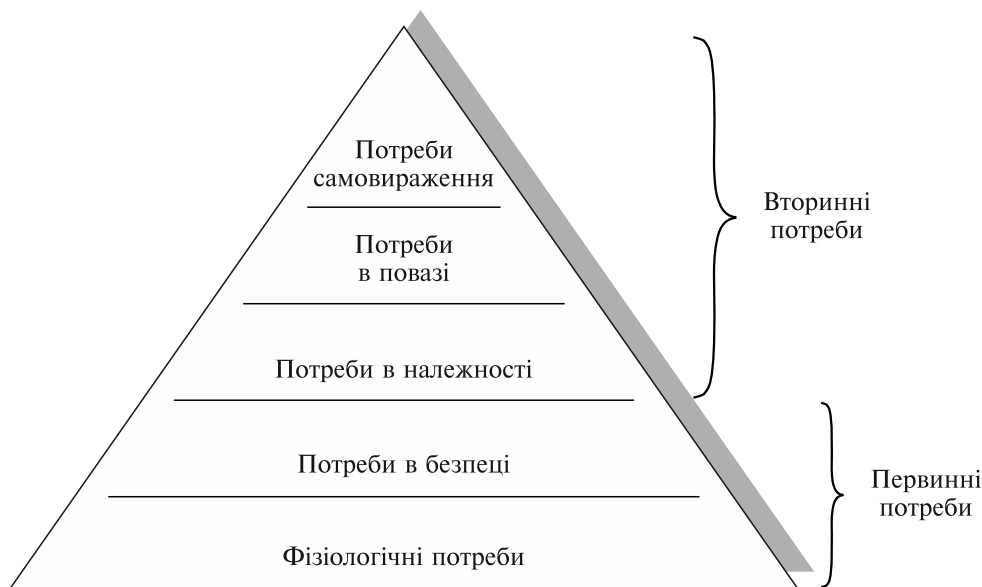 Потреби
самовираження
Потреби
в повазі
Потреби в належності
Потреби в безпеці
Фізіологічні потреби
Вторинні
потреби
Первинні
потреби